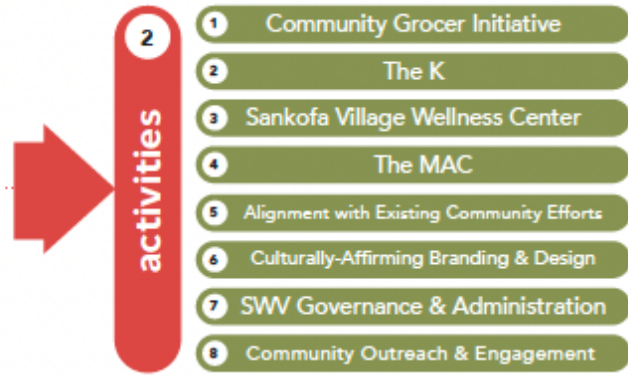 2
activities
1 Community Grocer Initiative
2 The K
3 Sankofa Village Wellness Center
4 The MAC
5 Alignment with Existing Community Efforts
6 Culturally-Affirming Branding & Design
7 SWV Governance & Administration
8 Community Outreach & Engagement